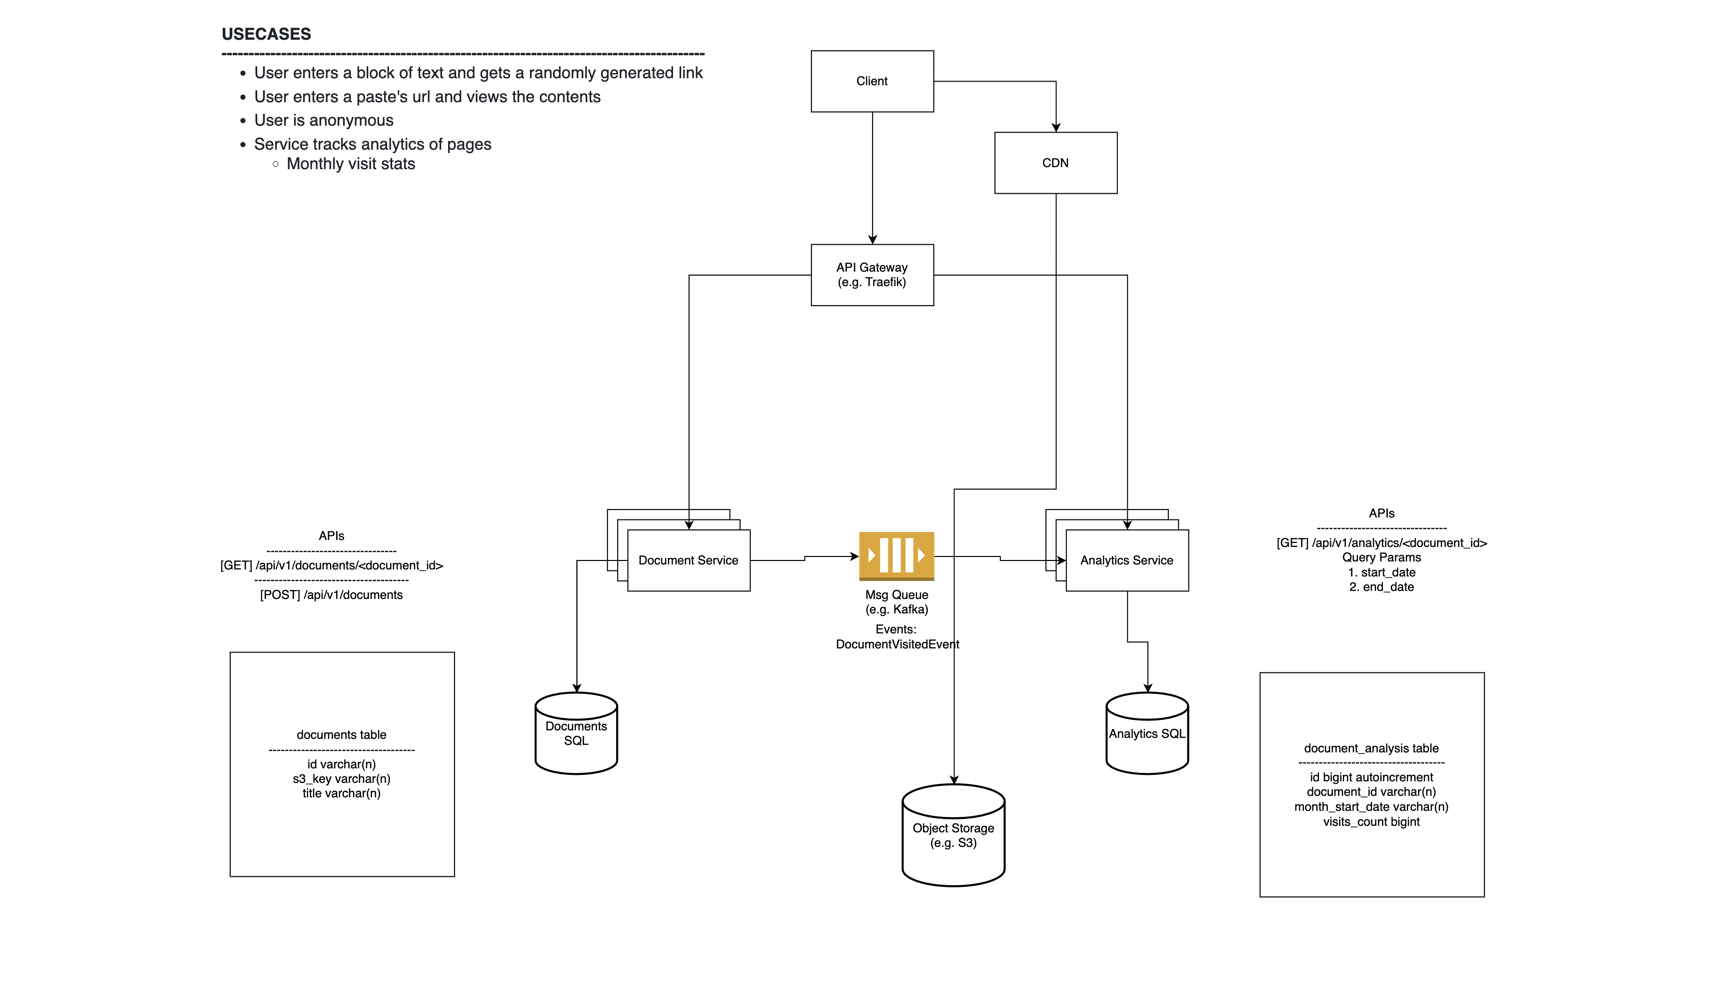 USECASES
------------------------------------------------------------------------------------------
User enters a block of text and gets a randomly generated link
User enters a paste's url and views the contents
User is anonymous
Service tracks analytics of pages
Monthly visit stats
Client
CDN
API Gateway
(e.g. Traefik)
APIs
--------------------------------
[GET] /api/v1/documents/<document_id>
--------------------------------------
[POST] /api/v1/documents
Document Service
Msg Queue
(e.g. Kafka)
Events:
DocumentVisitedEvent
Analytics Service
APIs
--------------------------------
[GET] /api/v1/analytics/<document_id>
Query Params
1. start_date
2. end_date
documents table
------------------------------------
id varchar(n)
s3_key varchar(n)
title varchar(n)
Documents
SQL
Object Storage
(e.g. S3)
Analytics SQL
document_analysis table
------------------------------------
id bigint autoincrement
document_id varchar(n)
month_start_date varchar(n)
visits_count bigint